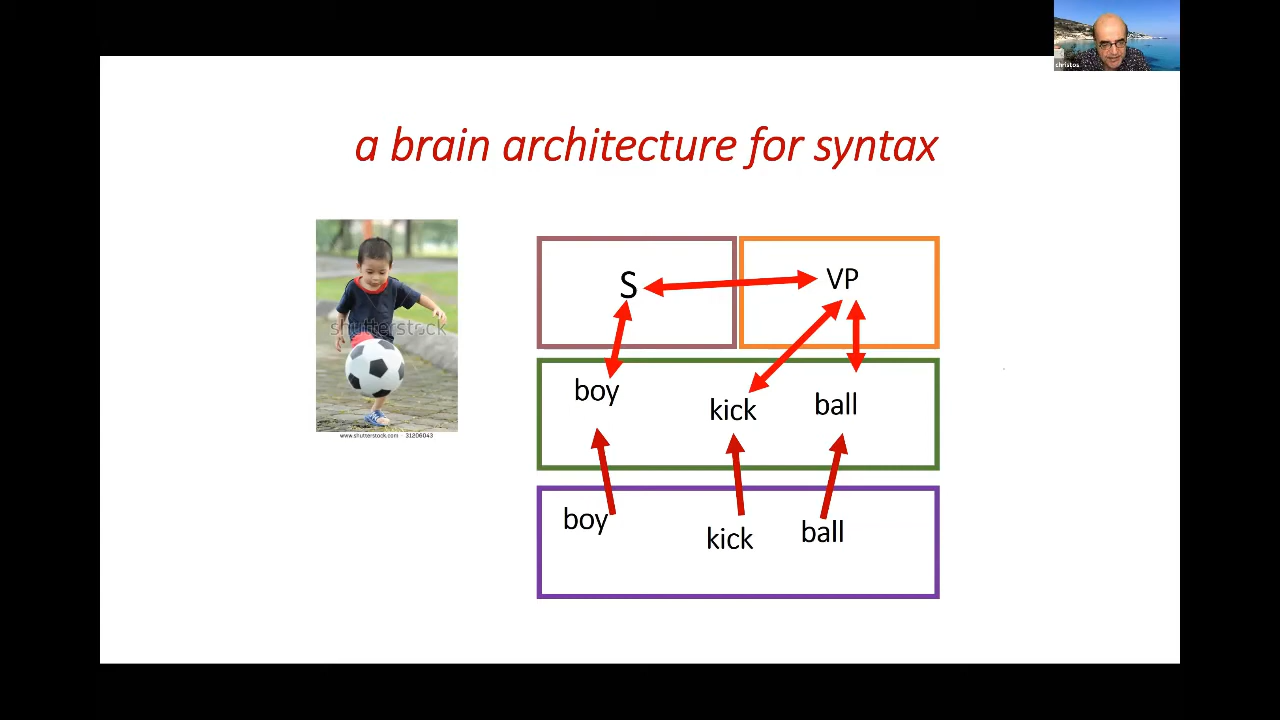 christos
a brain architecture for syntax
shutterstock
www.shutterstock.com · 31206043
S
VP
boy
kick
ball
boy
kick
ball